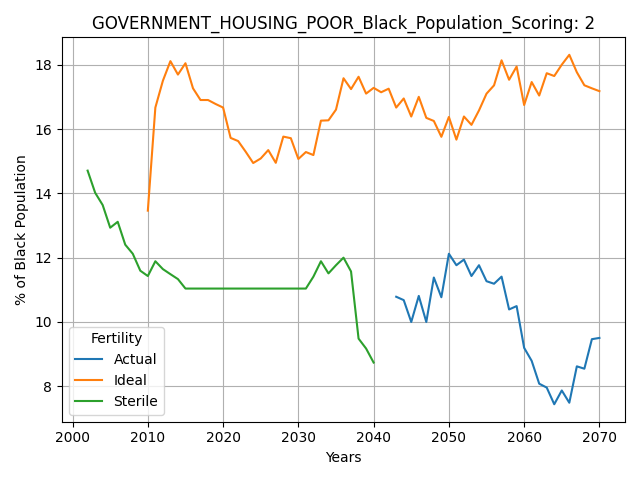 GOVERNMENT_HOUSING_POOR_Black_Population_Scoring: 2
% of Black Population
18
16
14
12
10
8
Fertility
Actual
Ideal
Sterile
2000 2010 2020 2030 2040 2050 2060 2070
Years